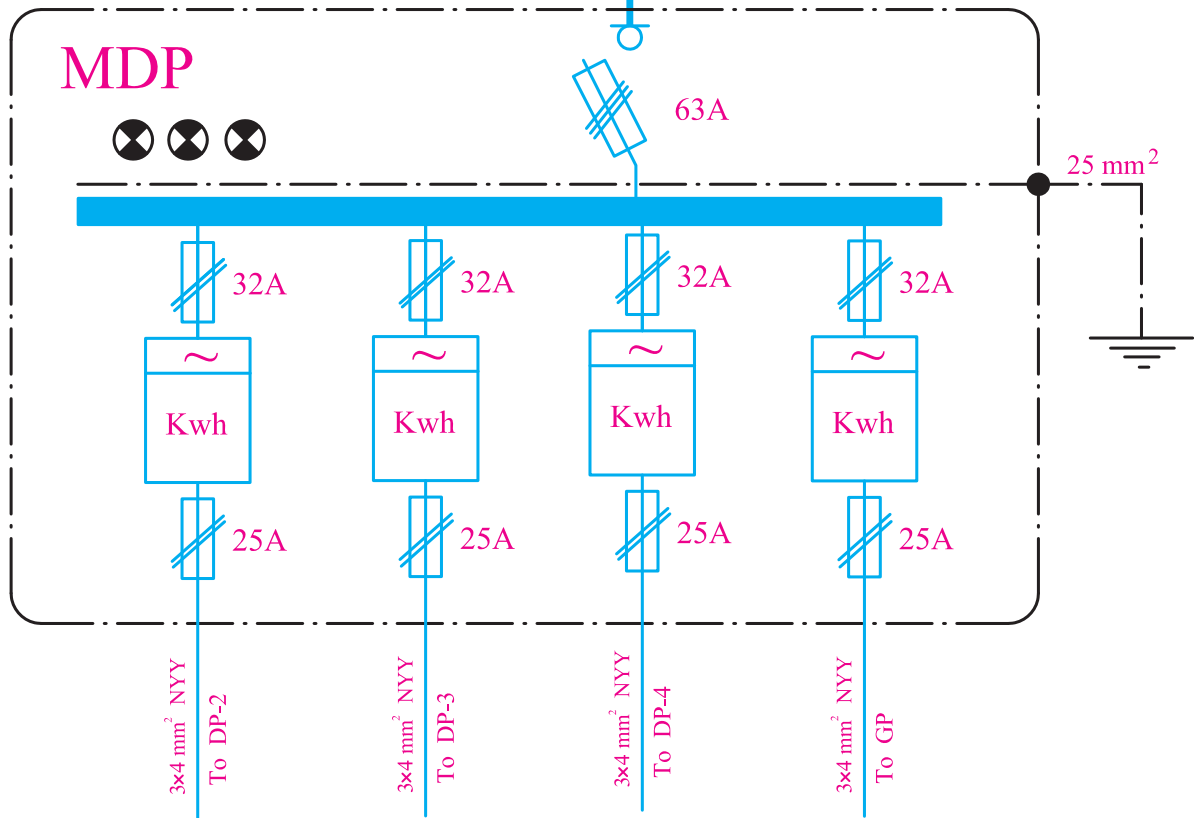 MDP
63A
25 mm²
32A
32A
32A
32A
~
~
~
~
Kwh
Kwh
Kwh
Kwh
25A
25A
25A
25A
3×4 mm² NYY
To DP-2
3×4 mm² NYY
To DP-3
3×4 mm² NYY
To DP-4
3×4 mm² NYY
To GP